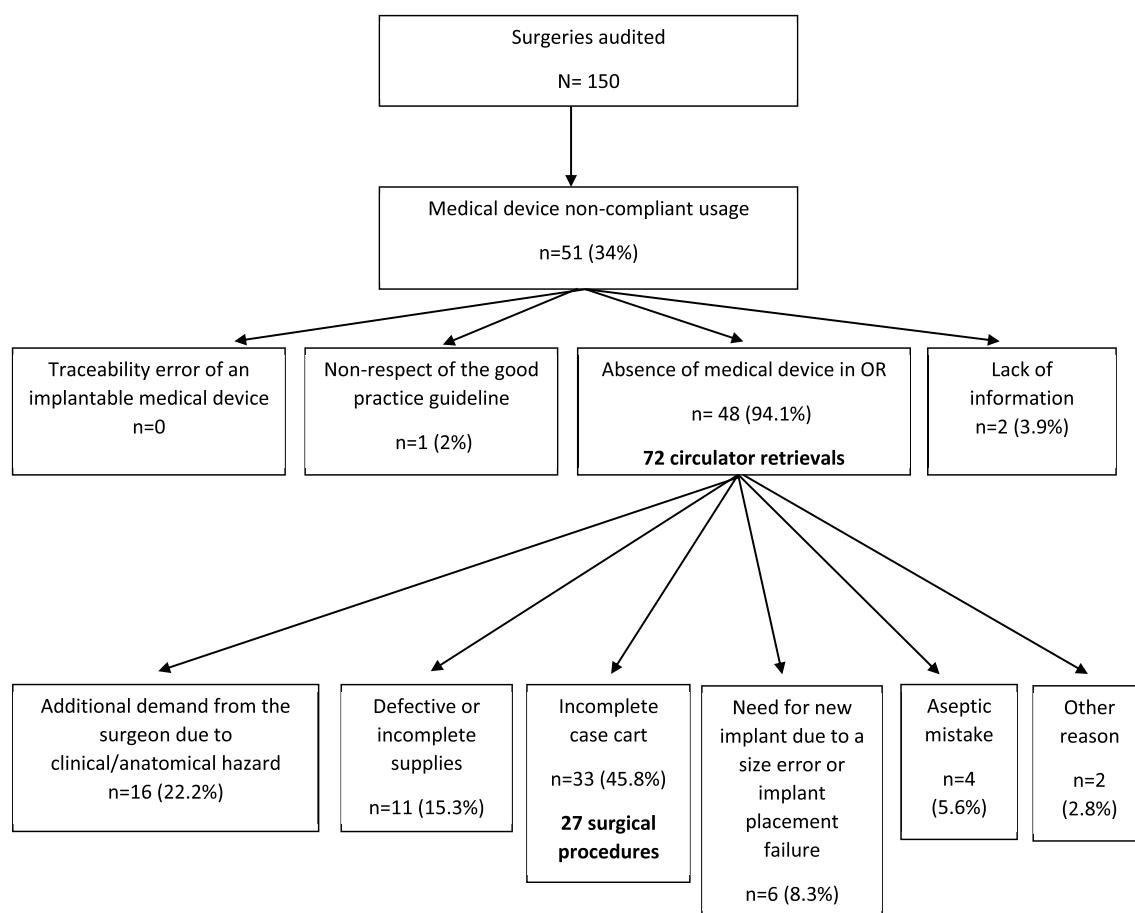 Surgeries audited
N= 150
Medical device non-compliant usage
n=51 (34%)
Traceability error of an
implantable medical device
n=0
Non-respect of the good
practice guideline
n=1 (2%)
Absence of medical device in OR
n= 48 (94.1%)
72 circulator retrievals
Lack of
information
n=2 (3.9%)
Additional demand from the
surgeon due to
clinical/anatomical hazard
n=16 (22.2%)
Defective or
incomplete
supplies
n=11 (15.3%)
Incomplete
case cart
n=33 (45.8%)
27 surgical
procedures
Need for new
implant due to a
size error or
implant
placement
failure
n=6 (8.3%)
Aseptic
mistake
n=4
(5.6%)
Other
reason
n=2
(2.8%)